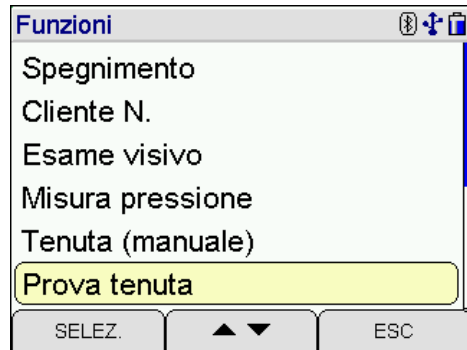 Funzioni
Spegnimento
Cliente N.
Esame visivo
Misura pressione
Tenuta (manuale)
Prova tenuta
SELEZ. ▲ ▼ ESC